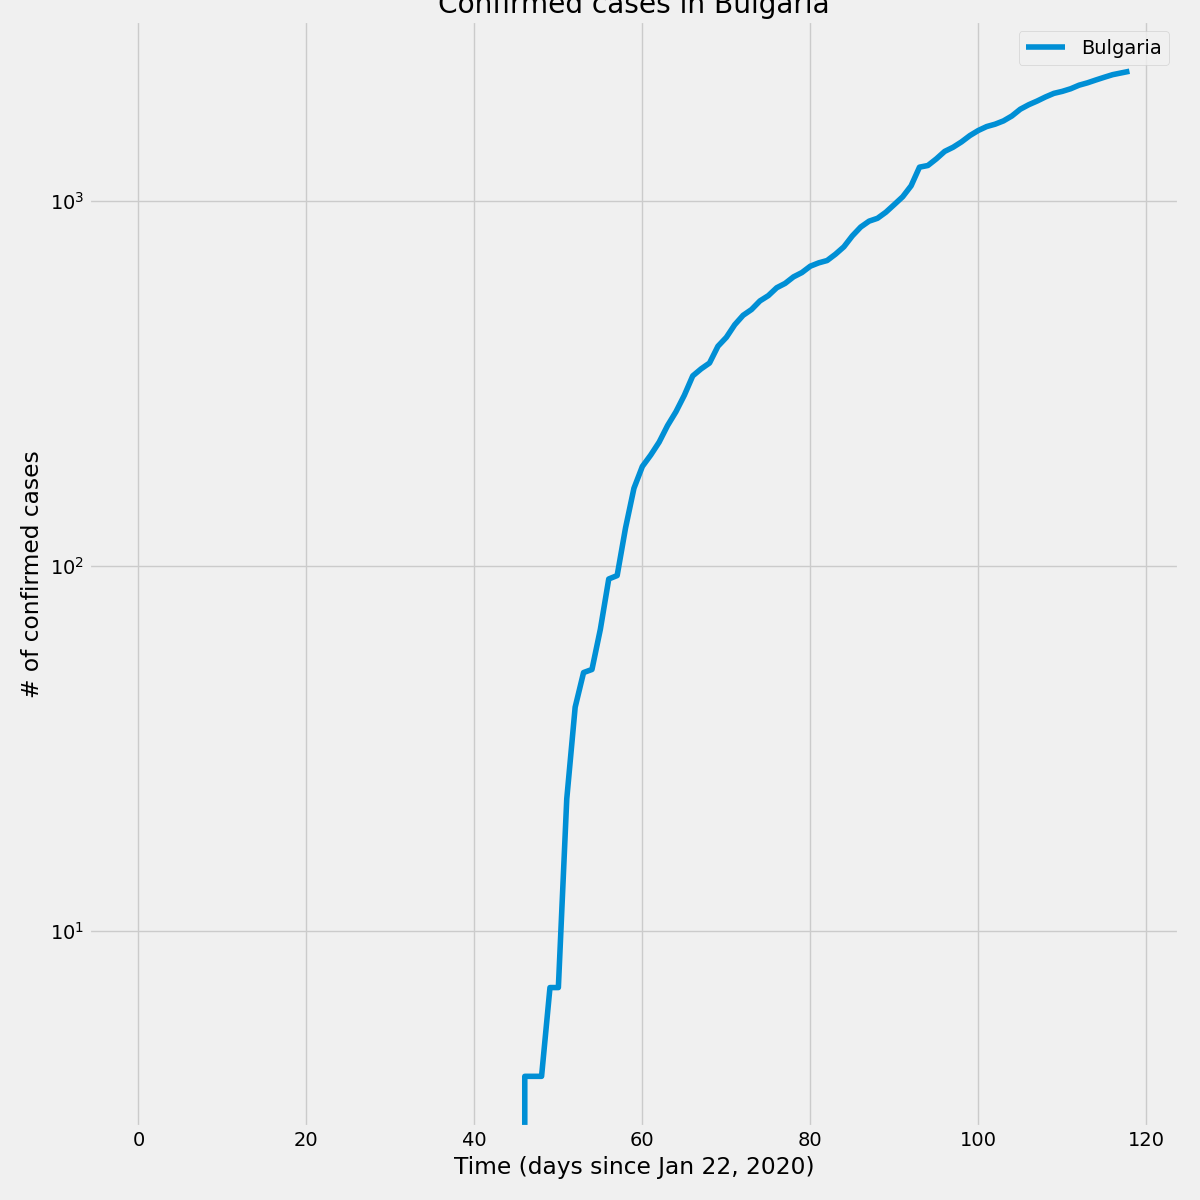 Confirmed cases in Bulgaria
Bulgaria
10³
10²
10¹
# of confirmed cases
0 20 40 60 80 100 120
Time (days since Jan 22, 2020)